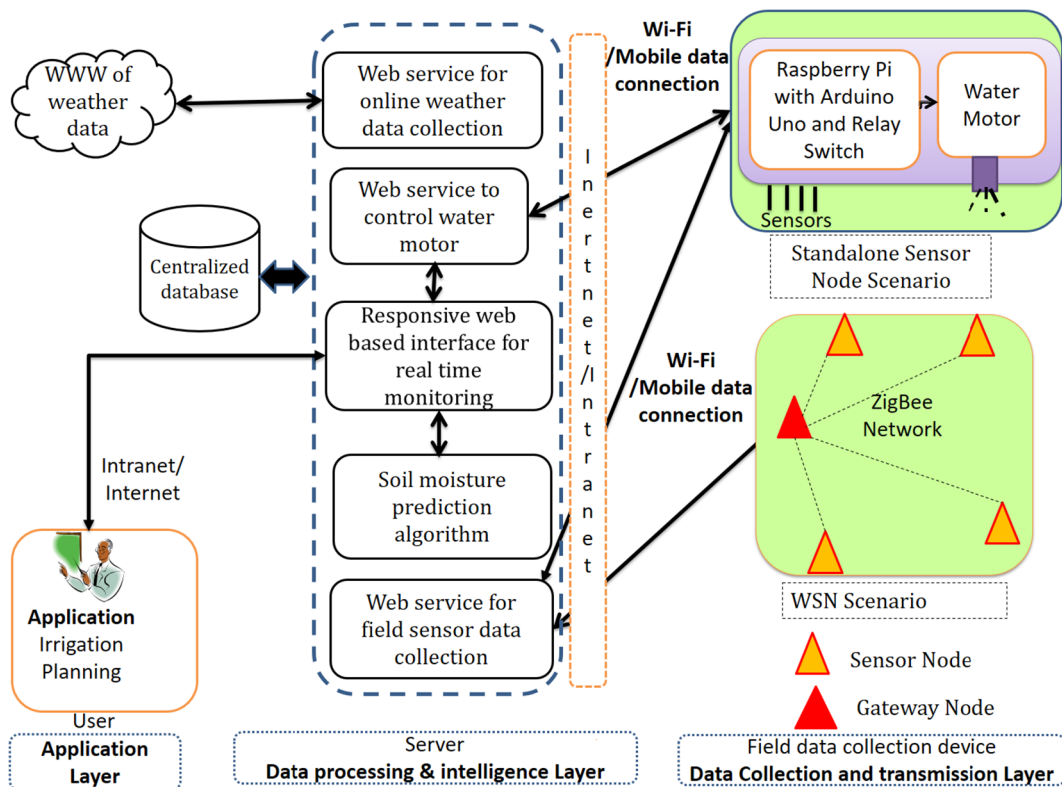 WWW of
weather
data
Web service for
online weather
data collection
Web service to
control water
motor
Centralized
database
Responsive web
based interface for
real time
monitoring
Soil moisture
prediction
algorithm
Web service for
field sensor data
collection
Intranet/
Internet
Application
Irrigation
Planning
User
Application
Layer
Server
Data processing & intelligence Layer
Inertnnet/Intranet
Wi-Fi
/Mobile data
connection
Raspberry Pi
with Arduino
Uno and Relay
Switch
Water
Motor
Sensors
Standalone Sensor
Node Scenario
Wi-Fi
/Mobile data
connection
ZigBee
Network
WSN Scenario
Sensor Node
Gateway Node
Field data collection device
Data Collection and transmission Layer